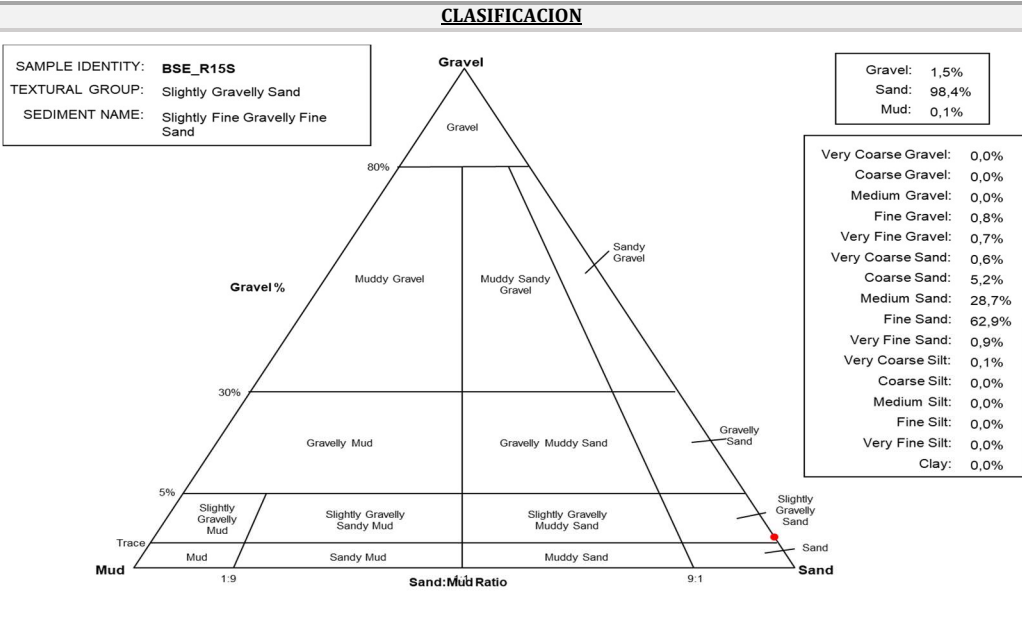 CLASIFICACION
SAMPLE IDENTITY: BSE_R15S
TEXTURAL GROUP: Slightly Gravelly Sand
SEDIMENT NAME: Slightly Fine Gravelly Fine
Sand
Gravel
Gravel
80%
Muddy Gravel
Muddy Sandy
Gravel
Sandy
Gravel
Gravel %
30%
Gravelly Mud
Gravelly Muddy Sand
Gravelly
Sand
5%
Slightly
Gravelly
Mud
Slightly Gravelly
Sandy Mud
Slightly Gravelly
Muddy Sand
Slightly
Gravelly
Sand
Trace
Mud
Sandy Mud
Muddy Sand
Sand
Mud
Sand
1:9
1:1
9:1
Sand:Mud Ratio
Gravel: 1,5%
Sand: 98,4%
Mud: 0,1%
Very Coarse Gravel: 0,0%
Coarse Gravel: 0,0%
Medium Gravel: 0,0%
Fine Gravel: 0,8%
Very Fine Gravel: 0,7%
Very Coarse Sand: 0,6%
Coarse Sand: 5,2%
Medium Sand: 28,7%
Fine Sand: 62,9%
Very Fine Sand: 0,9%
Very Coarse Silt: 0,1%
Coarse Silt: 0,0%
Medium Silt: 0,0%
Fine Silt: 0,0%
Very Fine Silt: 0,0%
Clay: 0,0%